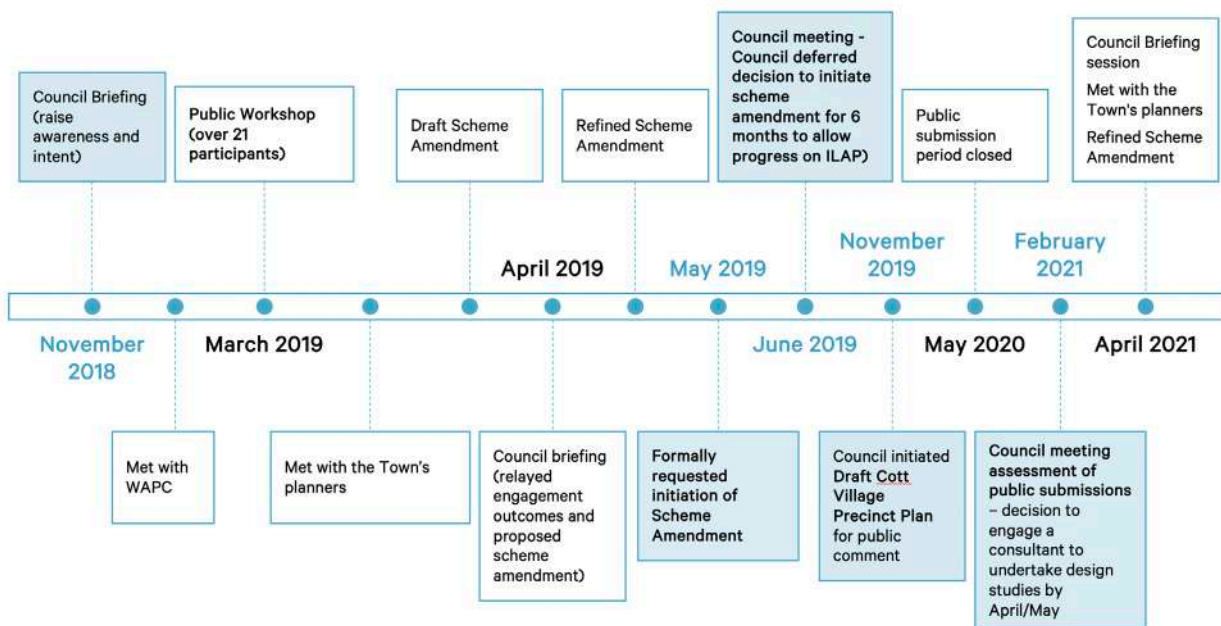 Council Briefing
(raise
awareness and
intent)
Public Workshop
(over 21
participants)
Draft Scheme
Amendment
Refined Scheme
Amendment
Council meeting -
Council deferred
decision to initiate
scheme
amendment for 6
months to allow
progress on ILAP)
Public
submission
period closed
Council Briefing
session
Met with the
Town's planners
Refined Scheme
Amendment
April 2019
May 2019
November
2019
February
2021
November
2018
March 2019
June 2019
May 2020
April 2021
Met with
WAPC
Met with the Town's
planners
Council briefing
(relayed
engagement
outcomes and
proposed
scheme
amendment)
Formally
requested
initiation of
Scheme
Amendment
Council initiated
Draft Cott
Village
Precinct Plan
for public
comment
Council meeting
assessment of
public submissions
– decision to
engage a
consultant to
undertake design
studies by
April/May